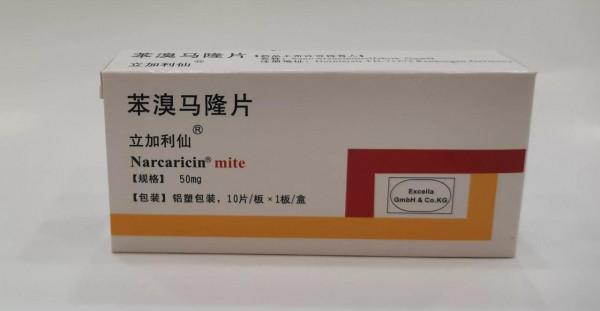 苯溴马隆片
立加利仙®
苯溴马隆片
立加利仙®
Narcaricin® mite
【规格】 50mg
【包装】铝塑包装，10片/板×1板/盒
Excella
GmbH & Co.KG